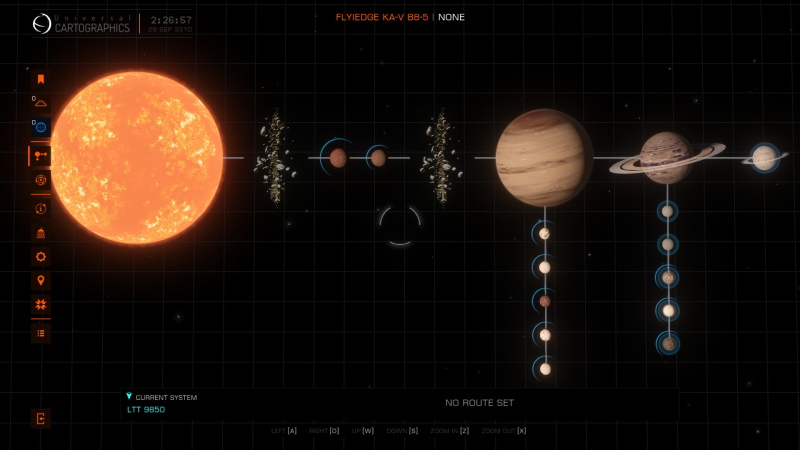 Universal
CARTOGRAPHICS
2:26:57
FLYIEDGE KA-V B8-5 | NONE
D
D
CURRENT SYSTEM
LTT 9850
NO ROUTE SET
LEFT [A] RIGHT [D] UP [W] DOWN [S] ZOOM IN [Z] ZOOM OUT [X]